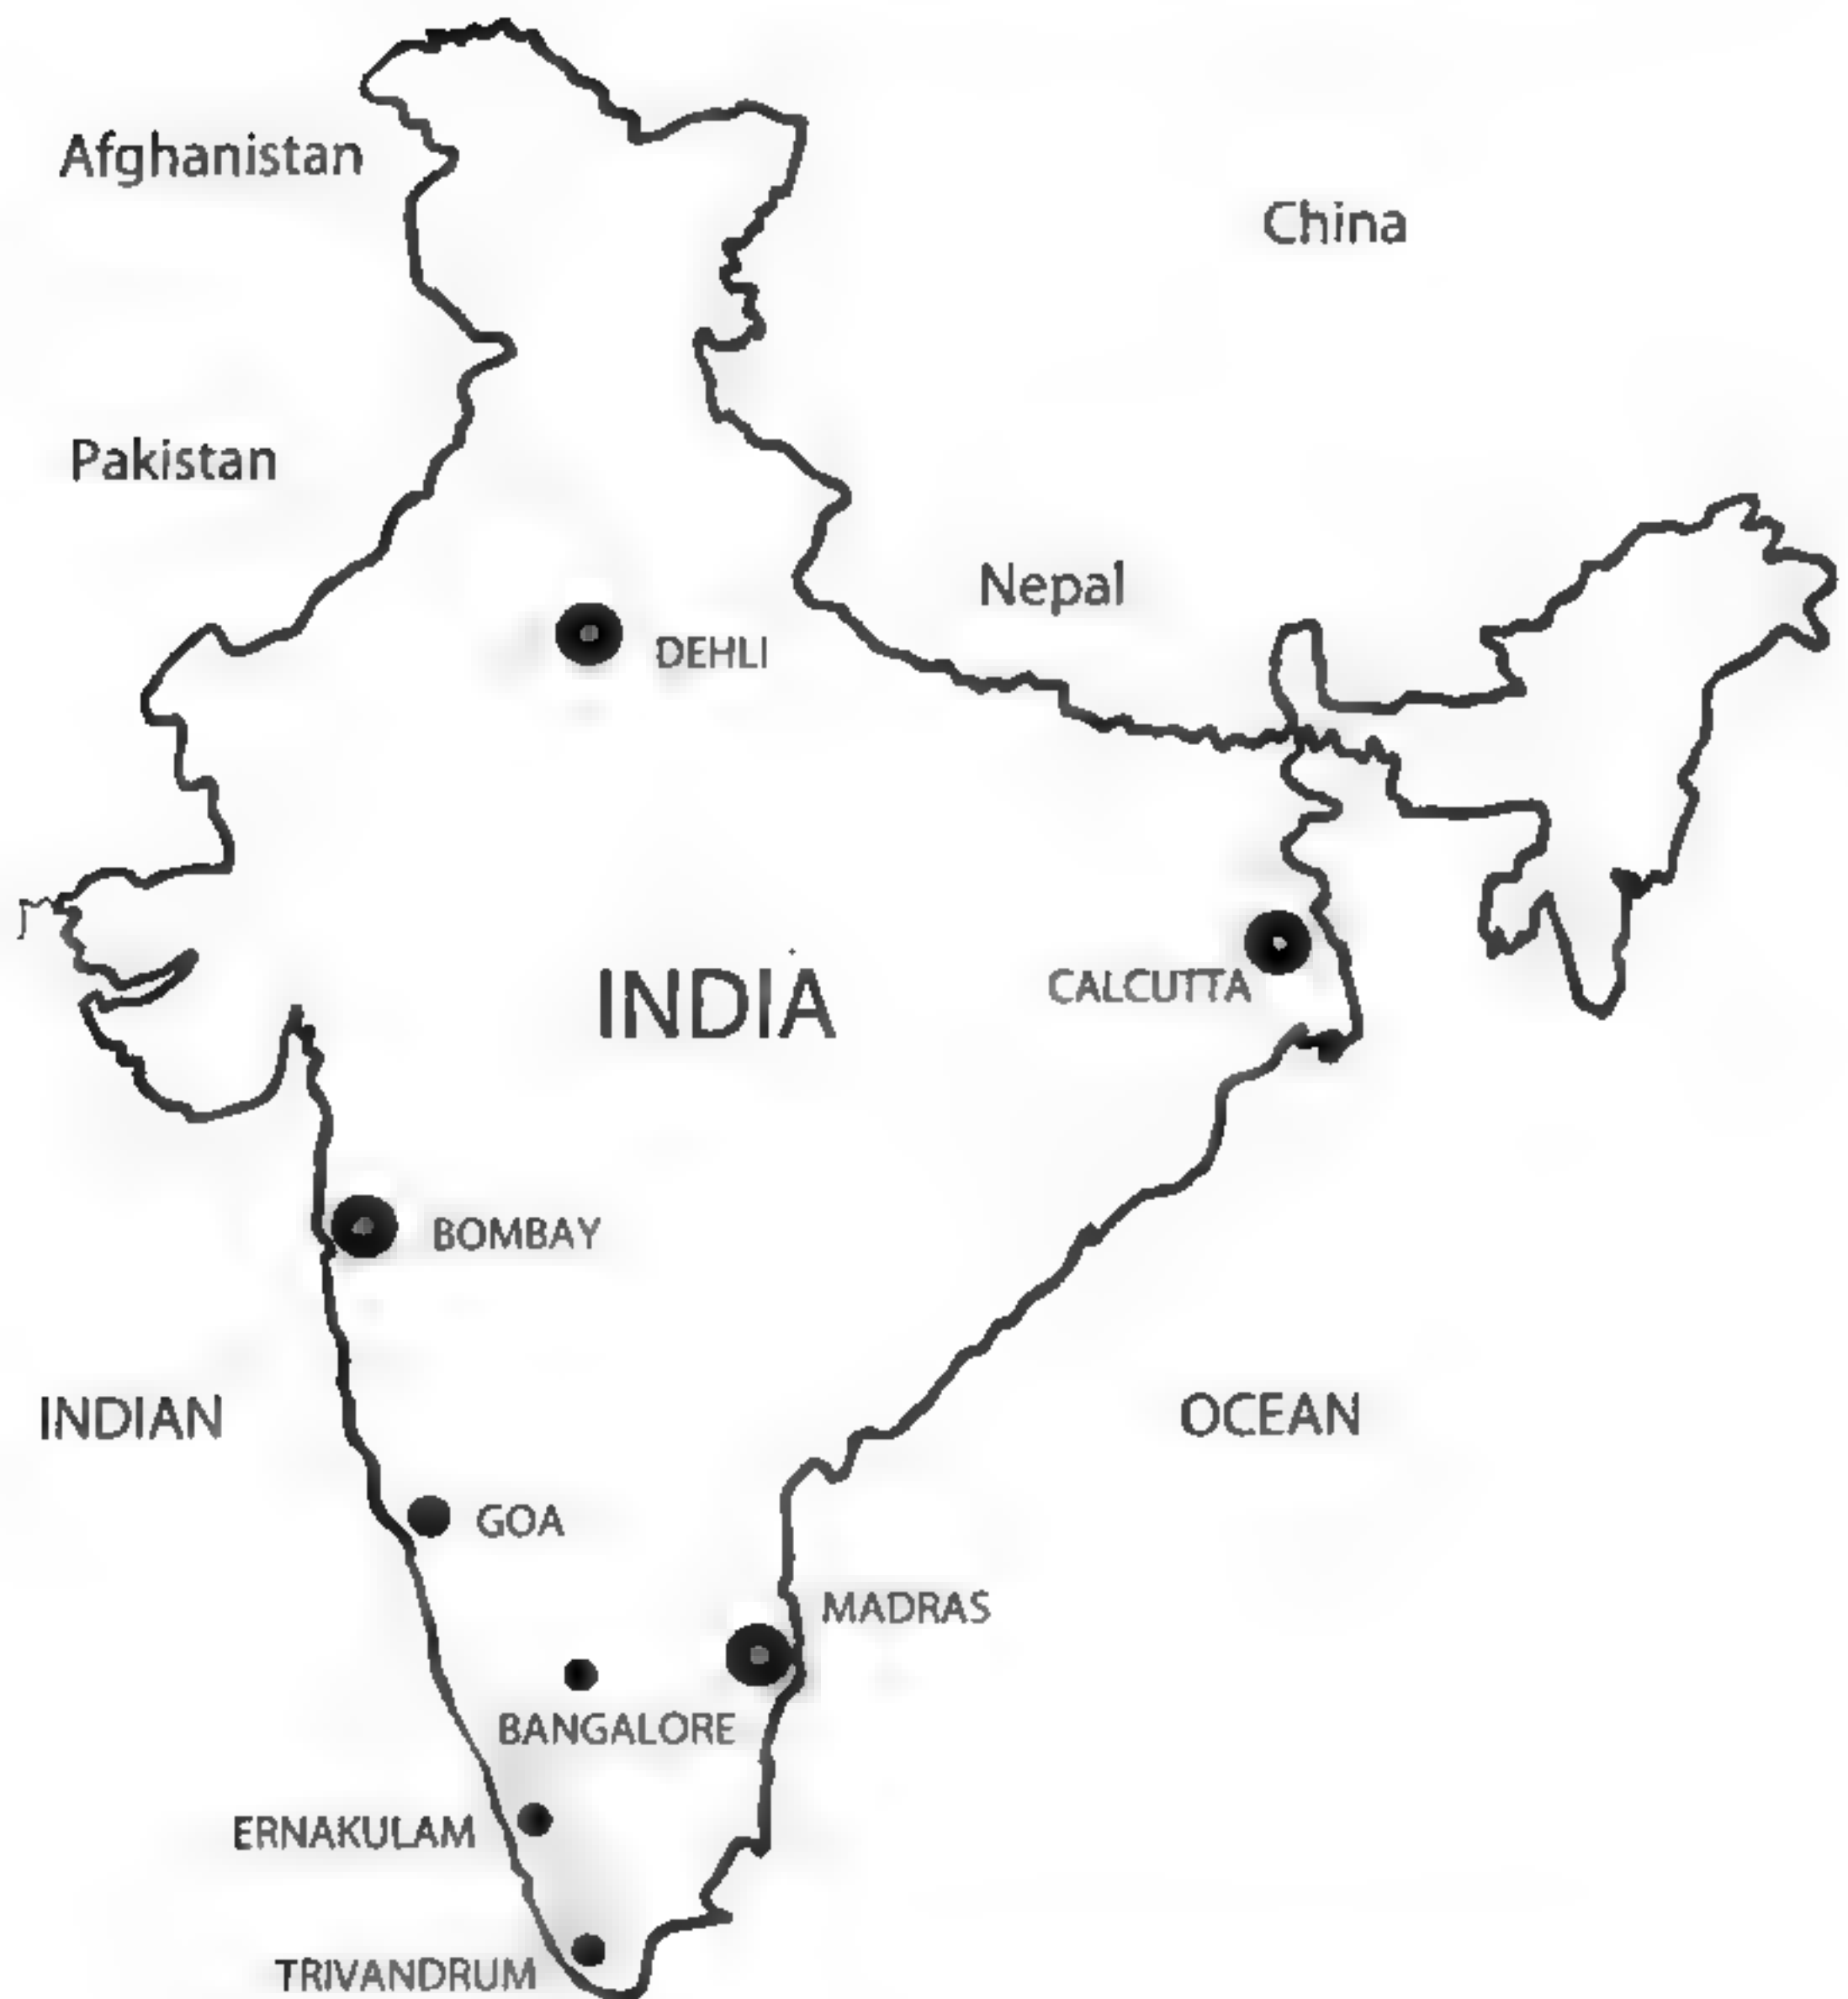 Afghanistan
China
Pakistan
Nepal
DEHLI
CALCUTTA
INDIA
BOMBAY
INDIAN
OCEAN
GOA
MADRAS
BANGALORE
ERNAKULAM
TRIVANDRUM